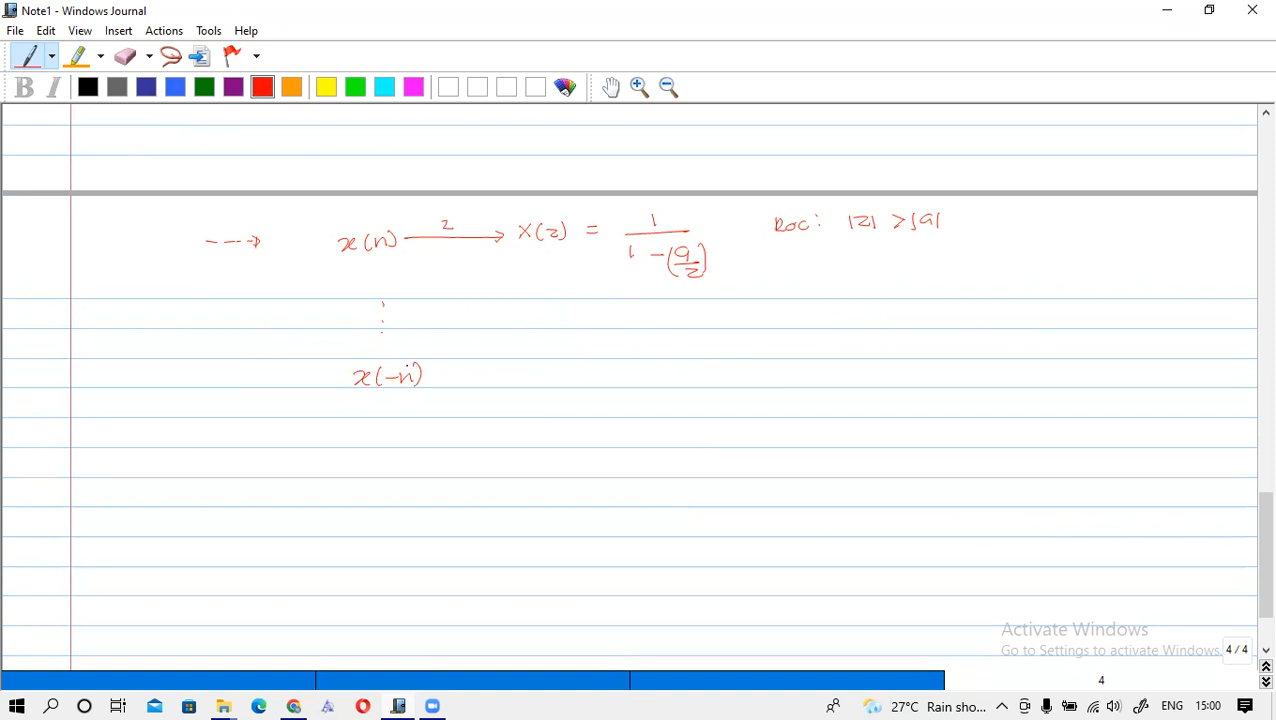 Note1 - Windows Journal
File Edit View Insert Actions Tools Help
B I
---> x(n) --z--> X(z) = 1 / (1 - (a/z)) ROC: |z| > |a|
x(-n)
Activate Windows
Go to Settings to activate Windows.
4 / 4
4
27°C Rain sho... ENG 15:00